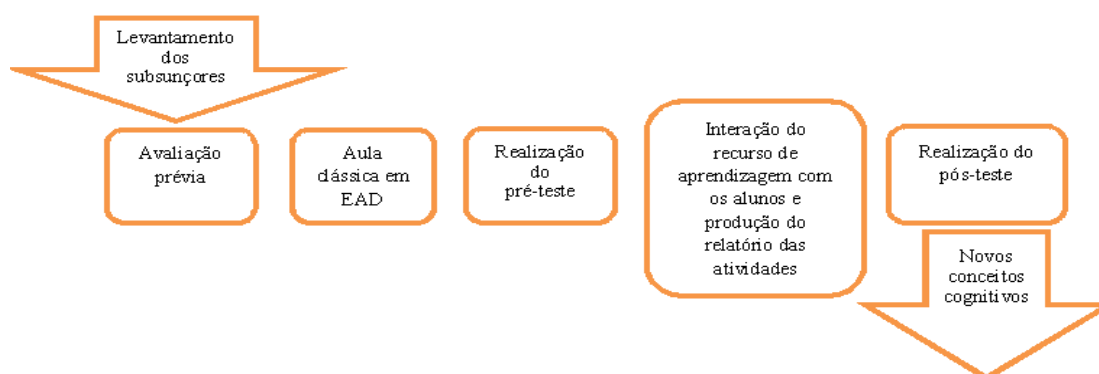 Levantamento
dos
subsunçores
Avaliação
prévia
Aula
clássica em
EAD
Realização
do
pré-teste
Interação do
recurso de
aprendizagem com
os alunos e
produção do
relatório das
atividades
Realização do
pós-teste
Novos
conceitos
cognitivos